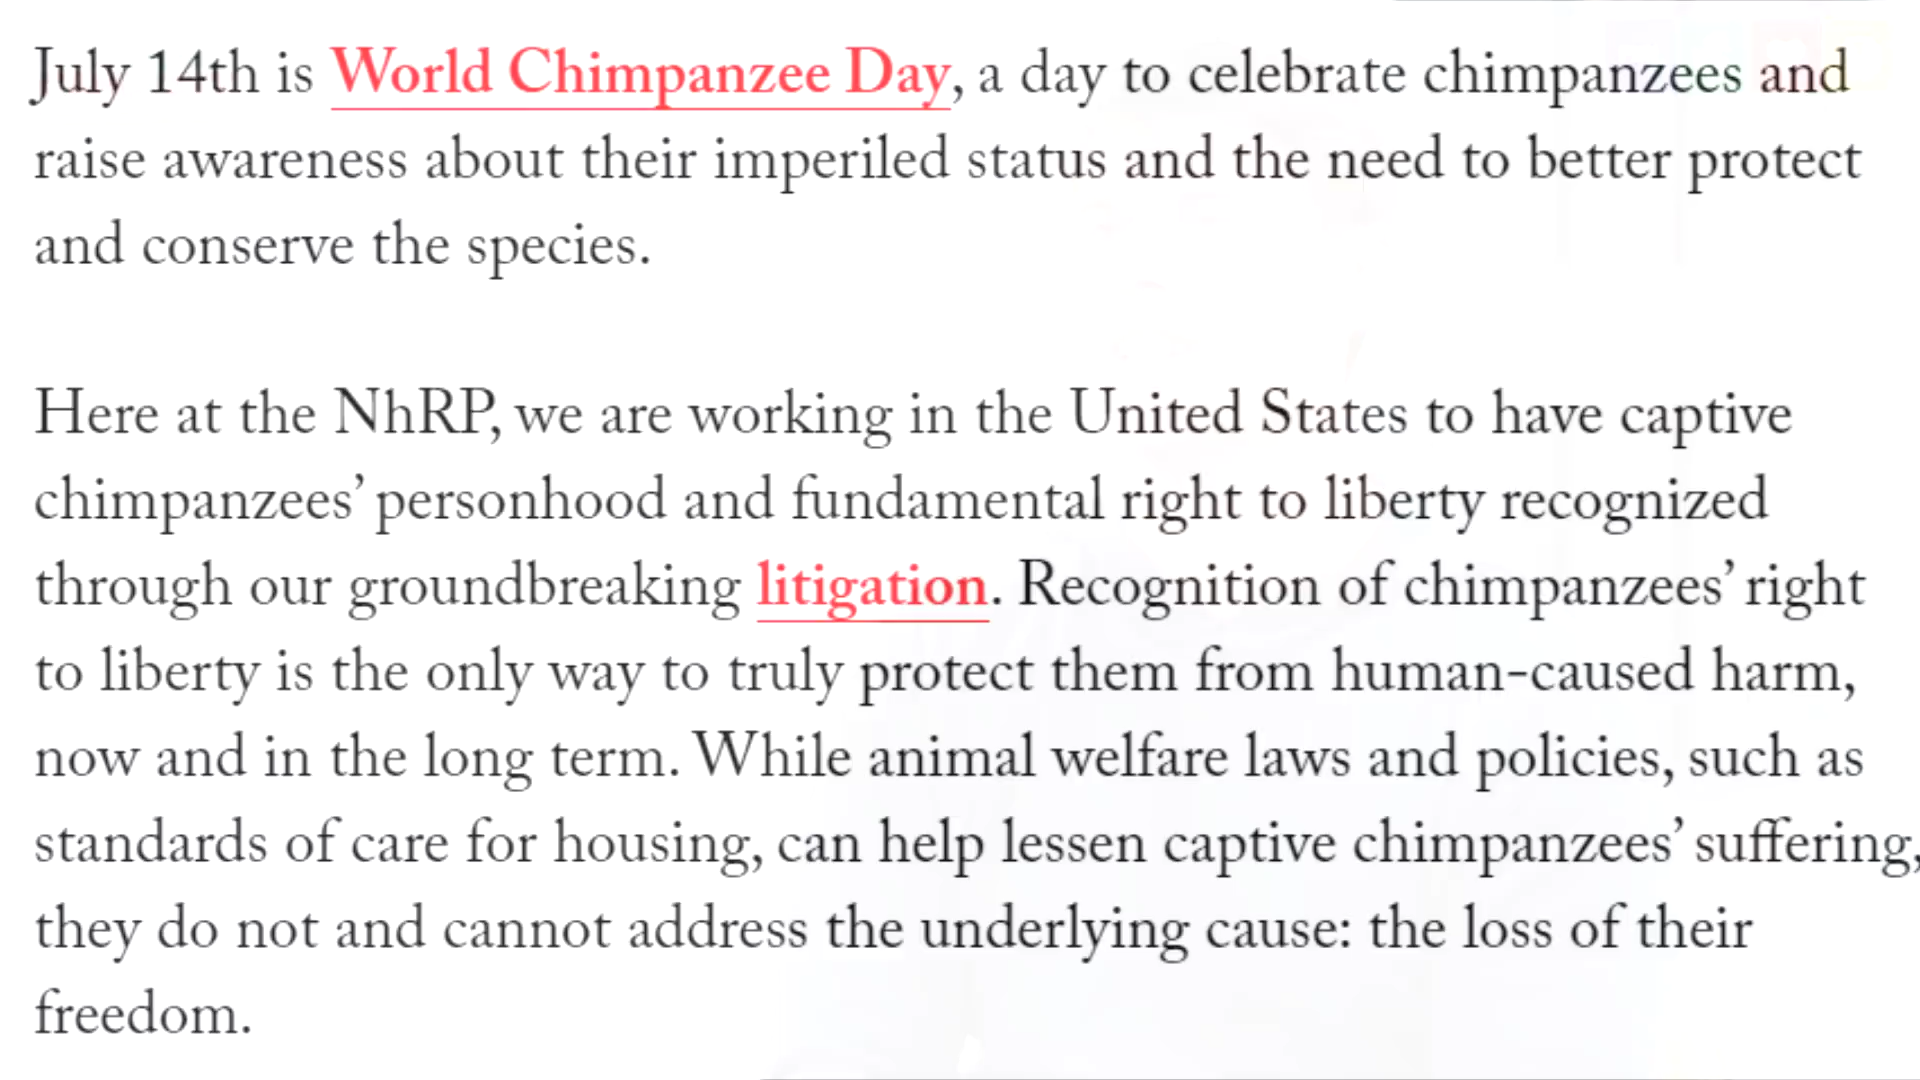 July 14th is World Chimpanzee Day, a day to celebrate chimpanzees and
raise awareness about their imperiled status and the need to better protect
and conserve the species.
Here at the NhRP, we are working in the United States to have captive
chimpanzees’ personhood and fundamental right to liberty recognized
through our groundbreaking litigation. Recognition of chimpanzees’ right
to liberty is the only way to truly protect them from human-caused harm,
now and in the long term. While animal welfare laws and policies, such as
standards of care for housing, can help lessen captive chimpanzees’ suffering,
they do not and cannot address the underlying cause: the loss of their
freedom.